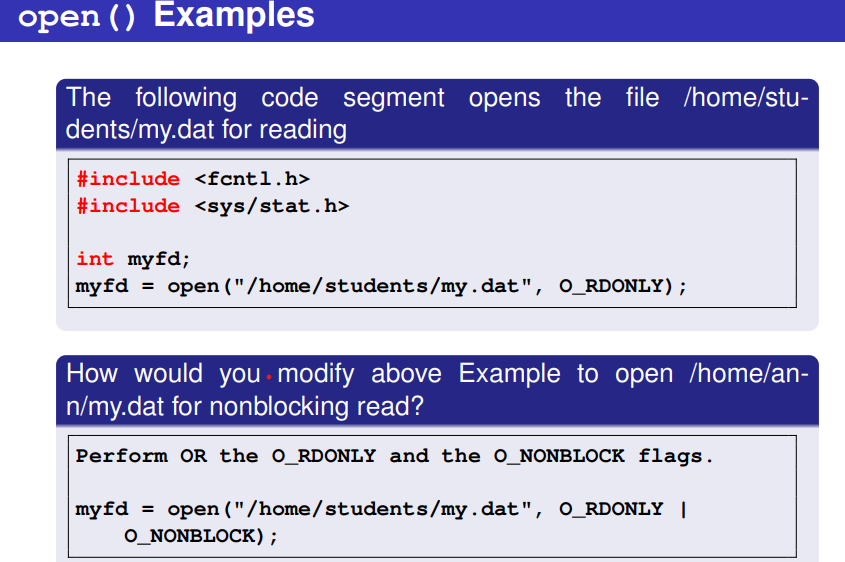 open() Examples
The following code segment opens the file /home/stu-
dents/my.dat for reading
#include <fcntl.h>
#include <sys/stat.h>
int myfd;
myfd = open("/home/students/my.dat", O_RDONLY);
How would you modify above Example to open /home/an-
n/my.dat for nonblocking read?
Perform OR the O_RDONLY and the O_NONBLOCK flags.
myfd = open("/home/students/my.dat", O_RDONLY |
O_NONBLOCK);